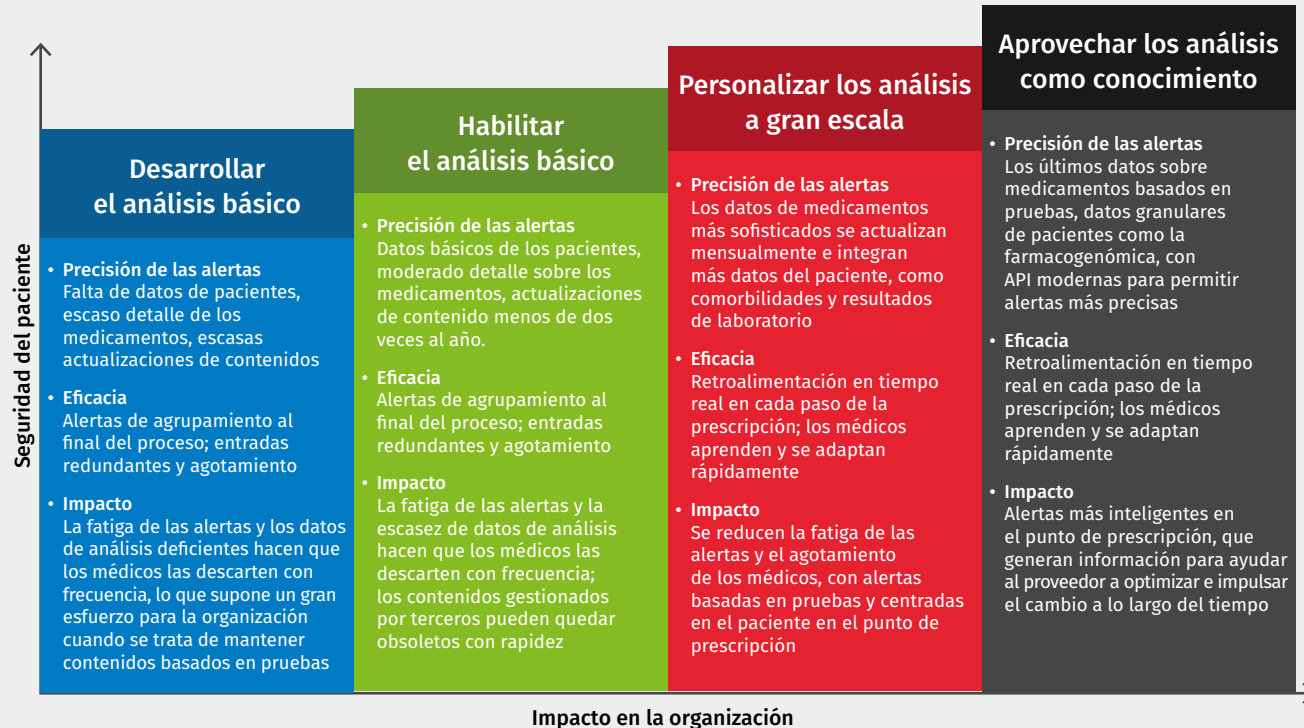 Seguridad del paciente
Desarrollar
el análisis básico
• Precisión de las alertas
Falta de datos de pacientes,
escaso detalle de los
medicamentos, escasas
actualizaciones de contenidos
• Eficacia
Alertas de agrupamiento al
final del proceso; entradas
redundantes y agotamiento
• Impacto
La fatiga de las alertas y los datos
de análisis deficientes hacen que
los médicos las descarten con
frecuencia, lo que supone un gran
esfuerzo para la organización
cuando se trata de mantener
contenidos basados en pruebas
Habilitar
el análisis básico
• Precisión de las alertas
Datos básicos de los pacientes,
moderado detalle sobre los
medicamentos, actualizaciones
de contenido menos de dos
veces al año.
• Eficacia
Alertas de agrupamiento al
final del proceso; entradas
redundantes y agotamiento
• Impacto
La fatiga de las alertas y la
escasez de datos de análisis
hacen que los médicos las
descarten con frecuencia;
los contenidos gestionados
por terceros pueden quedar
obsoletos con rapidez
Personalizar los análisis
a gran escala
• Precisión de las alertas
Los datos de medicamentos
más sofisticados se actualizan
mensualmente e integran
más datos del paciente, como
comorbilidades y resultados
de laboratorio
• Eficacia
Retroalimentación en tiempo
real en cada paso de la
prescripción; los médicos
aprenden y se adaptan
rápidamente
• Impacto
Se reducen la fatiga de las
alertas y el agotamiento
de los médicos, con alertas
basadas en pruebas y centradas
en el paciente en el punto de
prescripción
Aprovechar los análisis
como conocimiento
• Precisión de las alertas
Los últimos datos sobre
medicamentos basados en
pruebas, datos granulares
de pacientes como la
farmacogenómica, con
API modernas para permitir
alertas más precisas
• Eficacia
Retroalimentación en tiempo
real en cada paso de la
prescripción; los médicos
aprenden y se adaptan
rápidamente
• Impacto
Alertas más inteligentes en
el punto de prescripción, que
generan información para ayudar
al proveedor a optimizar e impulsar
el cambio a lo largo del tiempo
Impacto en la organización